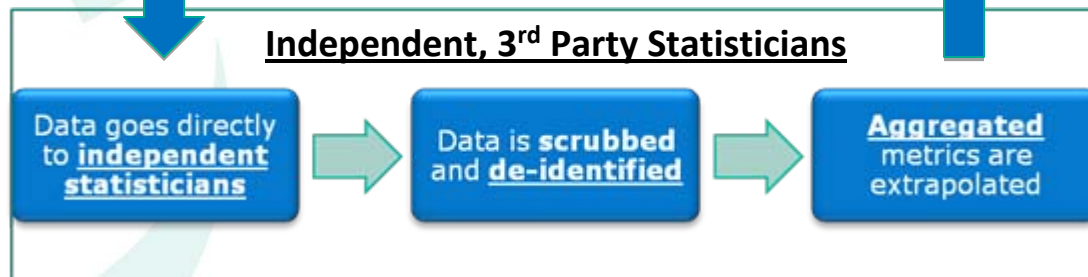 Independent, 3rd Party Statisticians
Data goes directly
to independent
statisticians
Data is scrubbed
and de-identified
Aggregated
metrics are
extrapolated